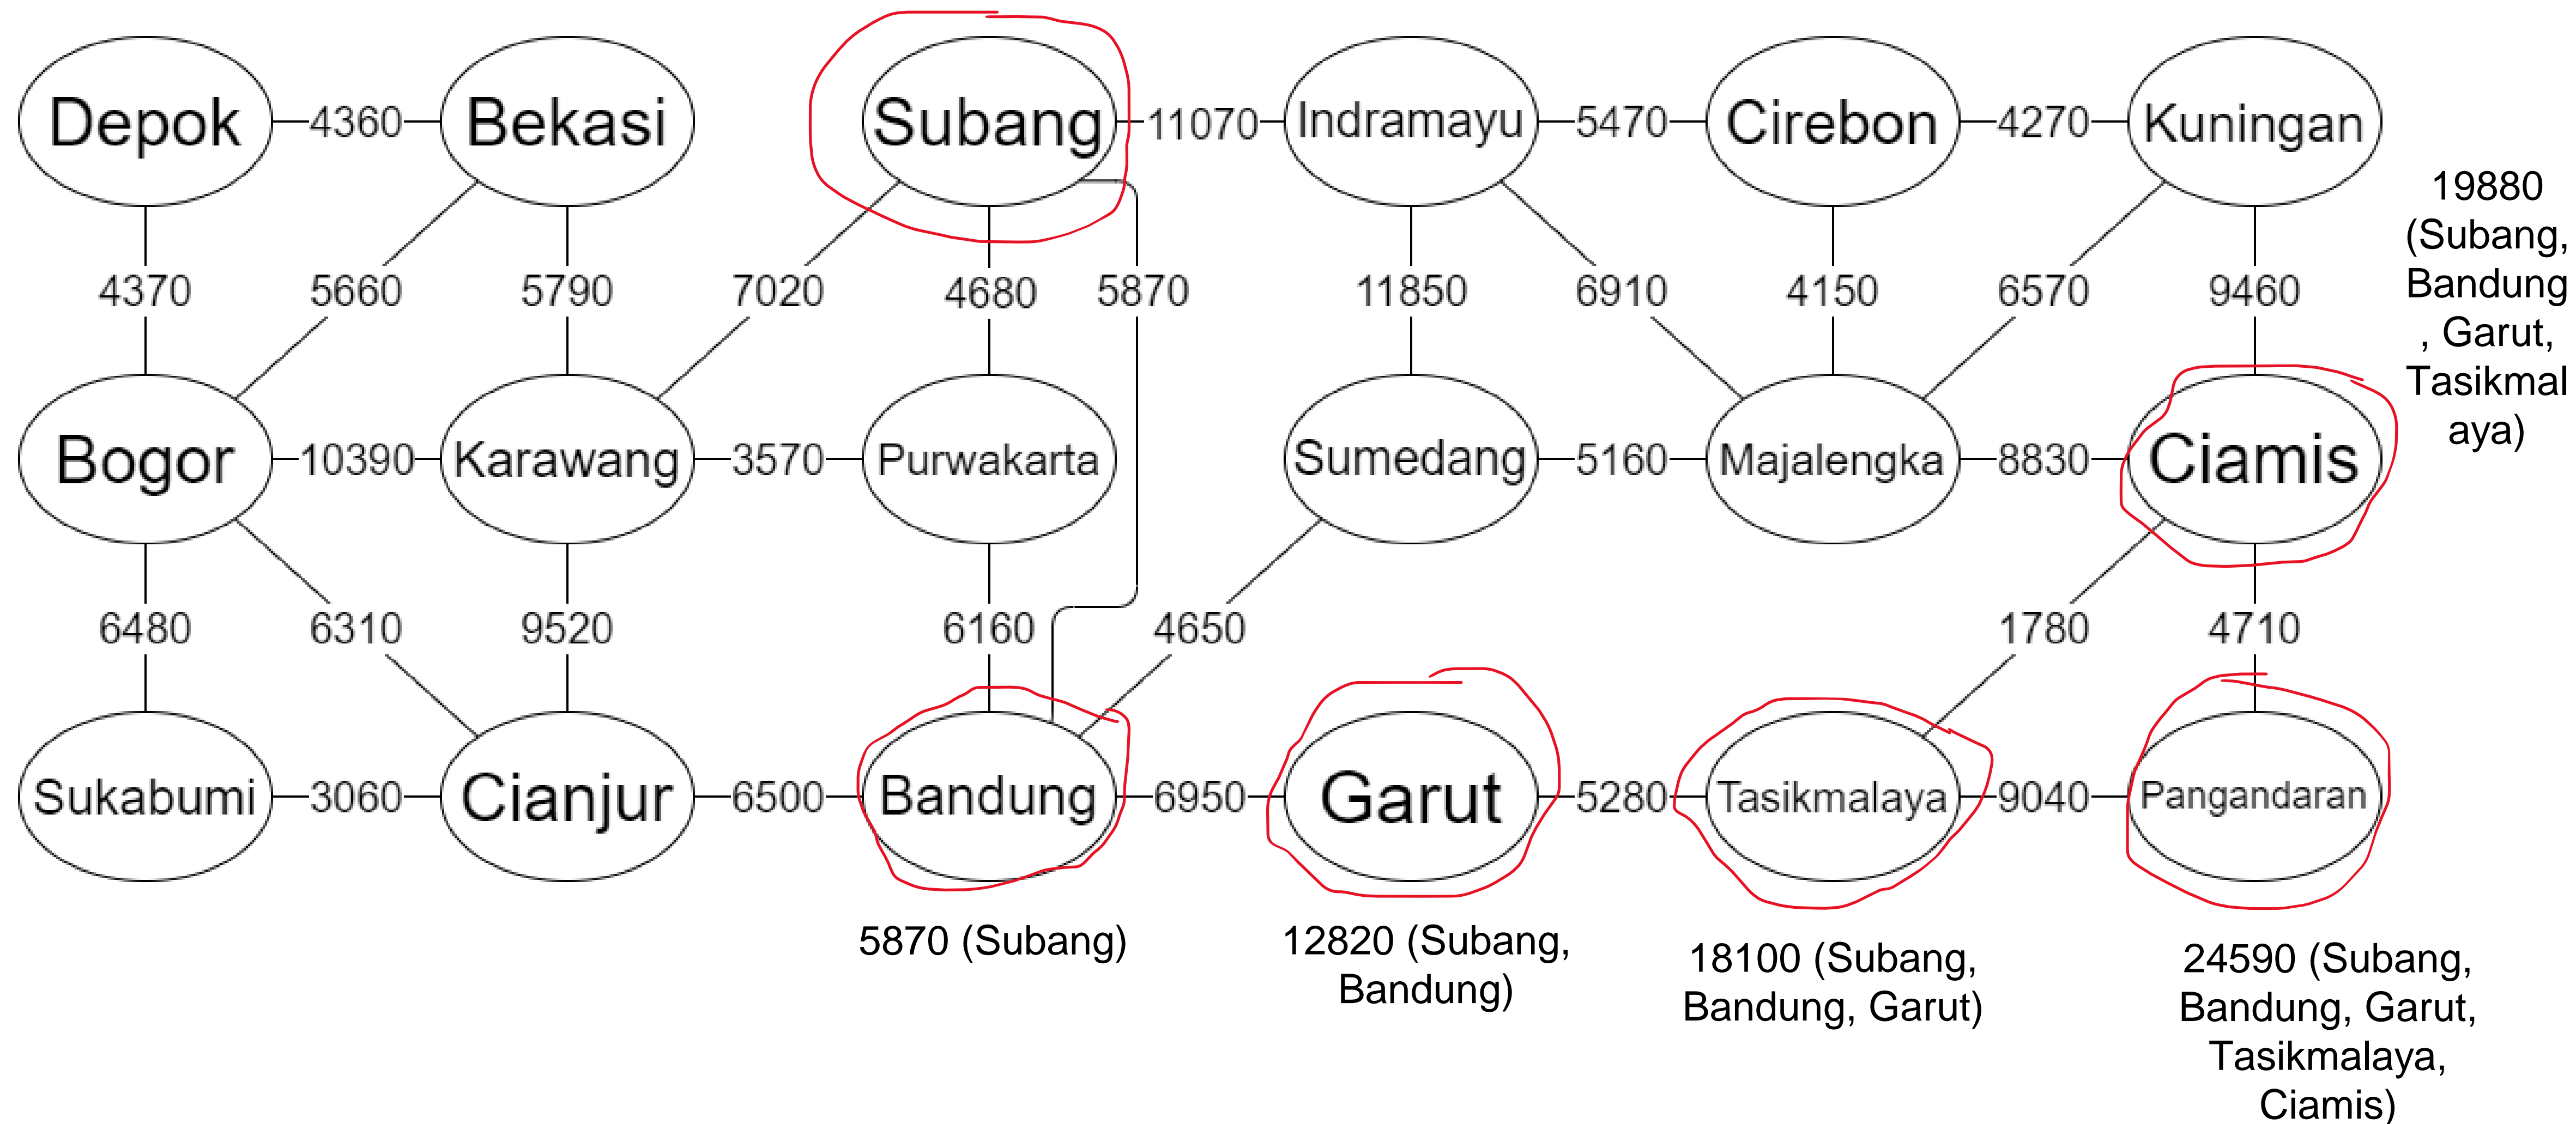 Depok 4360 Bekasi Subang 11070 Indramayu 5470 Cirebon 4270 Kuningan
19880
(Subang,
Bandung
, Garut,
Tasikmal
aya)
4370 5660 5790 7020 4680 5870 11850 6910 4150 6570 9460
Bogor 10390 Karawang 3570 Purwakarta Sumedang 5160 Majalengka 8830 Ciamis
6480 6310 9520 6160 4650 1780 4710
Sukabumi 3060 Cianjur 6500 Bandung 6950 Garut 5280 Tasikmalaya 9040 Pangandaran
5870 (Subang)
12820 (Subang,
Bandung)
18100 (Subang,
Bandung, Garut)
24590 (Subang,
Bandung, Garut,
Tasikmalaya,
Ciamis)